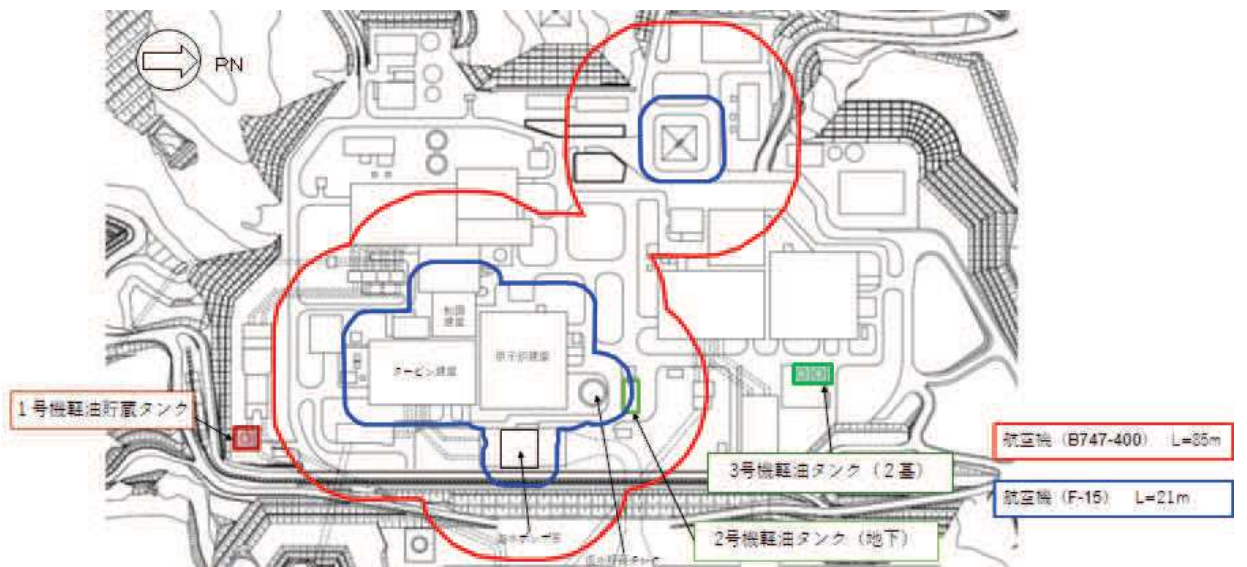 PN
制御
建屋
原子炉建屋
タービン建屋
1号機軽油貯蔵タンク
航空機（B747-400） L=85m
3号機軽油タンク（2基）
航空機（F-15） L=21m
2号機軽油タンク（地下）